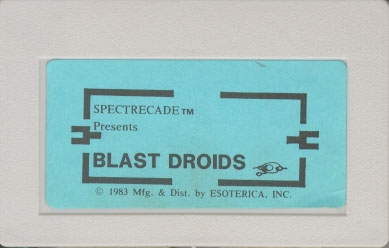 SPECTRECADE™
Presents
BLAST DROIDS
© 1983 Mfg. & Dist. by ESOTERICA, INC.